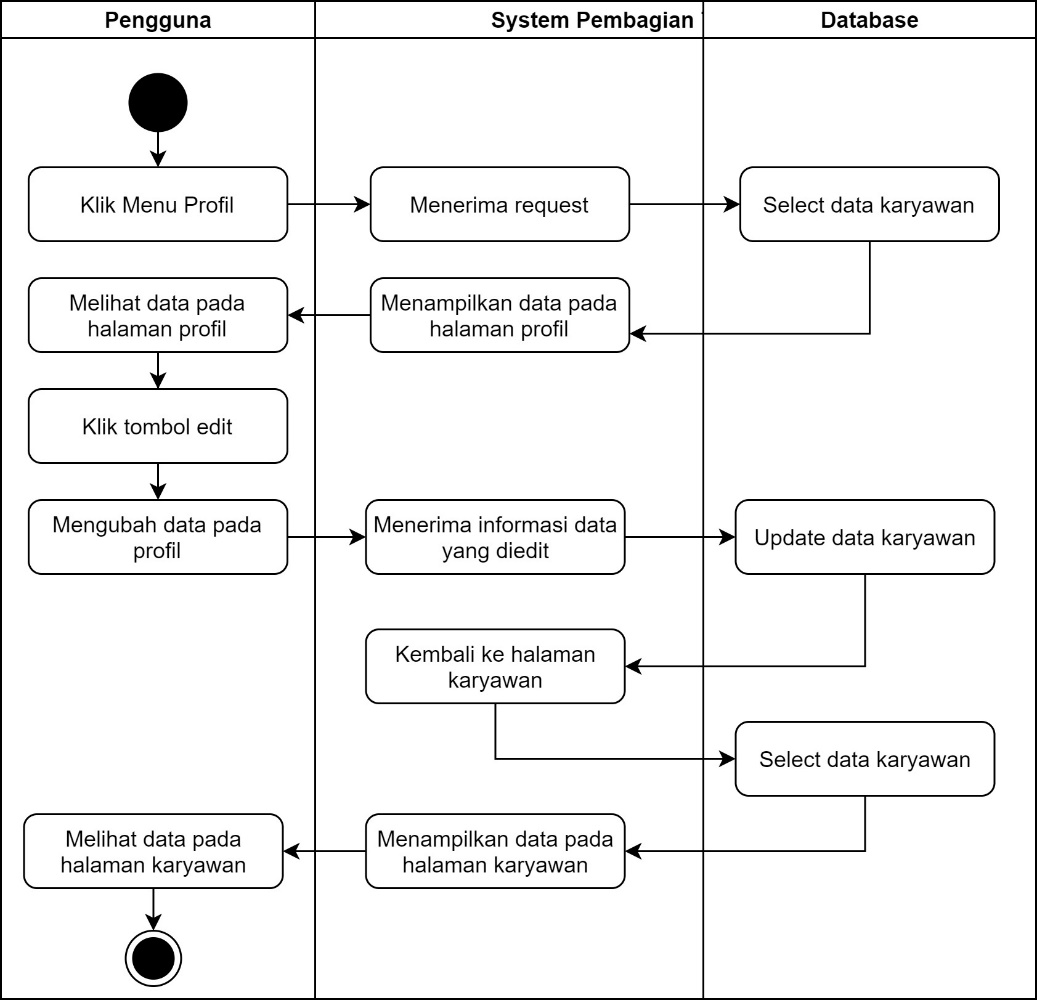 Pengguna
System Pembagian
Database
Klik Menu Profil
Menerima request
Select data karyawan
Melihat data pada
halaman profil
Menampilkan data pada
halaman profil
Klik tombol edit
Mengubah data pada
profil
Menerima informasi data
yang diedit
Update data karyawan
Kembali ke halaman
karyawan
Select data karyawan
Melihat data pada
halaman karyawan
Menampilkan data pada
halaman karyawan